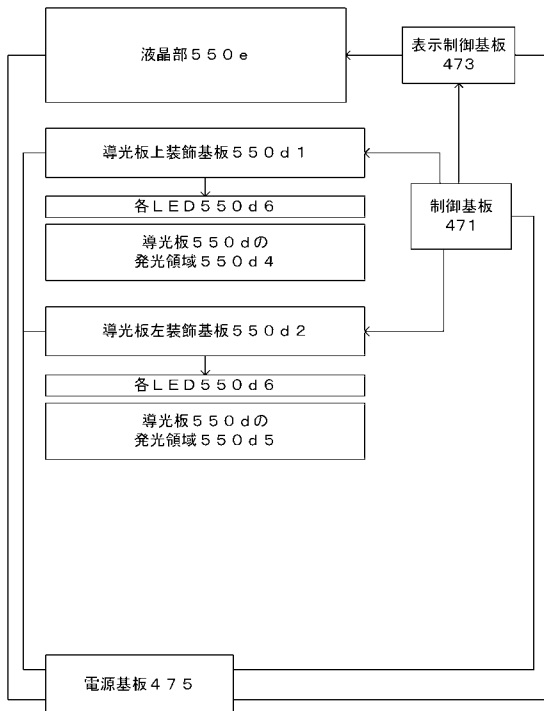 液晶部５５０ｅ
表示制御基板
４７３
導光板上装飾基板５５０ｄ１
各ＬＥＤ５５０ｄ６
導光板５５０ｄの
発光領域５５０ｄ４
制御基板
４７１
導光板左装飾基板５５０ｄ２
各ＬＥＤ５５０ｄ６
導光板５５０ｄの
発光領域５５０ｄ５
電源基板４７５